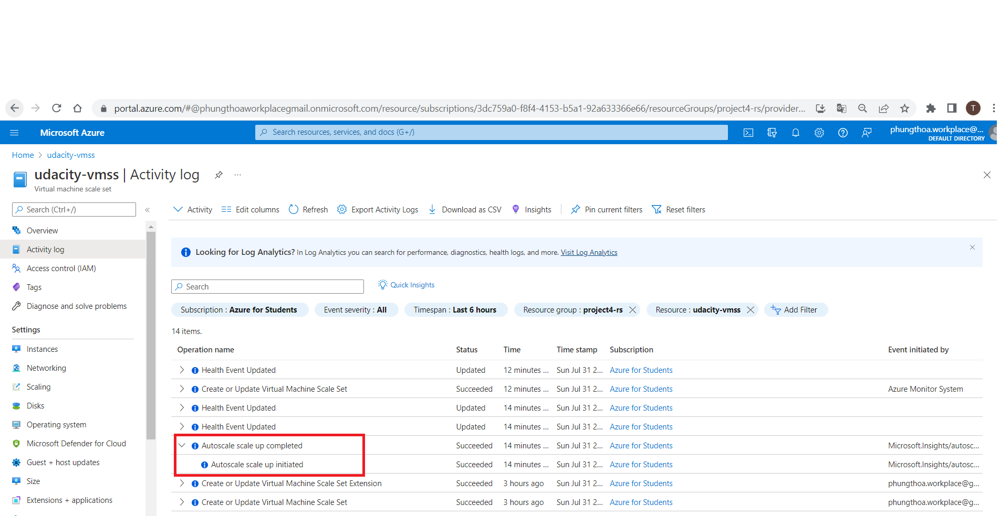 portal.azure.com/#@phungthoaworkplacegmail.onmicrosoft.com/resource/subscriptions/3dc759a0-f8f4-4153-b5a1-92a633366e66/resourceGroups/project4-rs/provider...
T
Microsoft Azure
Search resources, services, and docs (G+/)
phungthoa.workplace@...
DEFAULT DIRECTORY
Home > udacity-vmss
udacity-vmss | Activity log
...
Virtual machine scale set
Search (Ctrl+/)
«
Activity Edit columns Refresh Export Activity Logs Download as CSV Insights Pin current filters Reset filters
Overview
Activity log
Access control (IAM)
Tags
Diagnose and solve problems
Settings
Instances
Networking
Scaling
Disks
Operating system
Microsoft Defender for Cloud
Guest + host updates
Size
Extensions + applications
Looking for Log Analytics? In Log Analytics you can search for performance, diagnostics, health logs, and more. Visit Log Analytics
Search
Quick Insights
Subscription : Azure for Students Event severity : All Timespan : Last 6 hours Resource group : project4-rs Resource : udacity-vmss Add Filter
14 items.
Operation name Status Time Time stamp Subscription Event initiated by
Health Event Updated Updated 12 minutes ... Sun Jul 31 2... Azure for Students
Create or Update Virtual Machine Scale Set Succeeded 12 minutes ... Sun Jul 31 2... Azure for Students Azure Monitor System
Health Event Updated Updated 14 minutes ... Sun Jul 31 2... Azure for Students
Health Event Updated Updated 14 minutes ... Sun Jul 31 2... Azure for Students
Autoscale scale up completed Succeeded 14 minutes ... Sun Jul 31 2... Azure for Students Microsoft.Insights/autosc...
Autoscale scale up initiated Succeeded 14 minutes ... Sun Jul 31 2... Azure for Students Microsoft.Insights/autosc...
Create or Update Virtual Machine Scale Set Extension Succeeded 3 hours ago Sun Jul 31 2... Azure for Students phungthoa.workplace@g...
Create or Update Virtual Machine Scale Set Succeeded 3 hours ago Sun Jul 31 2... Azure for Students phungthoa.workplace@g...